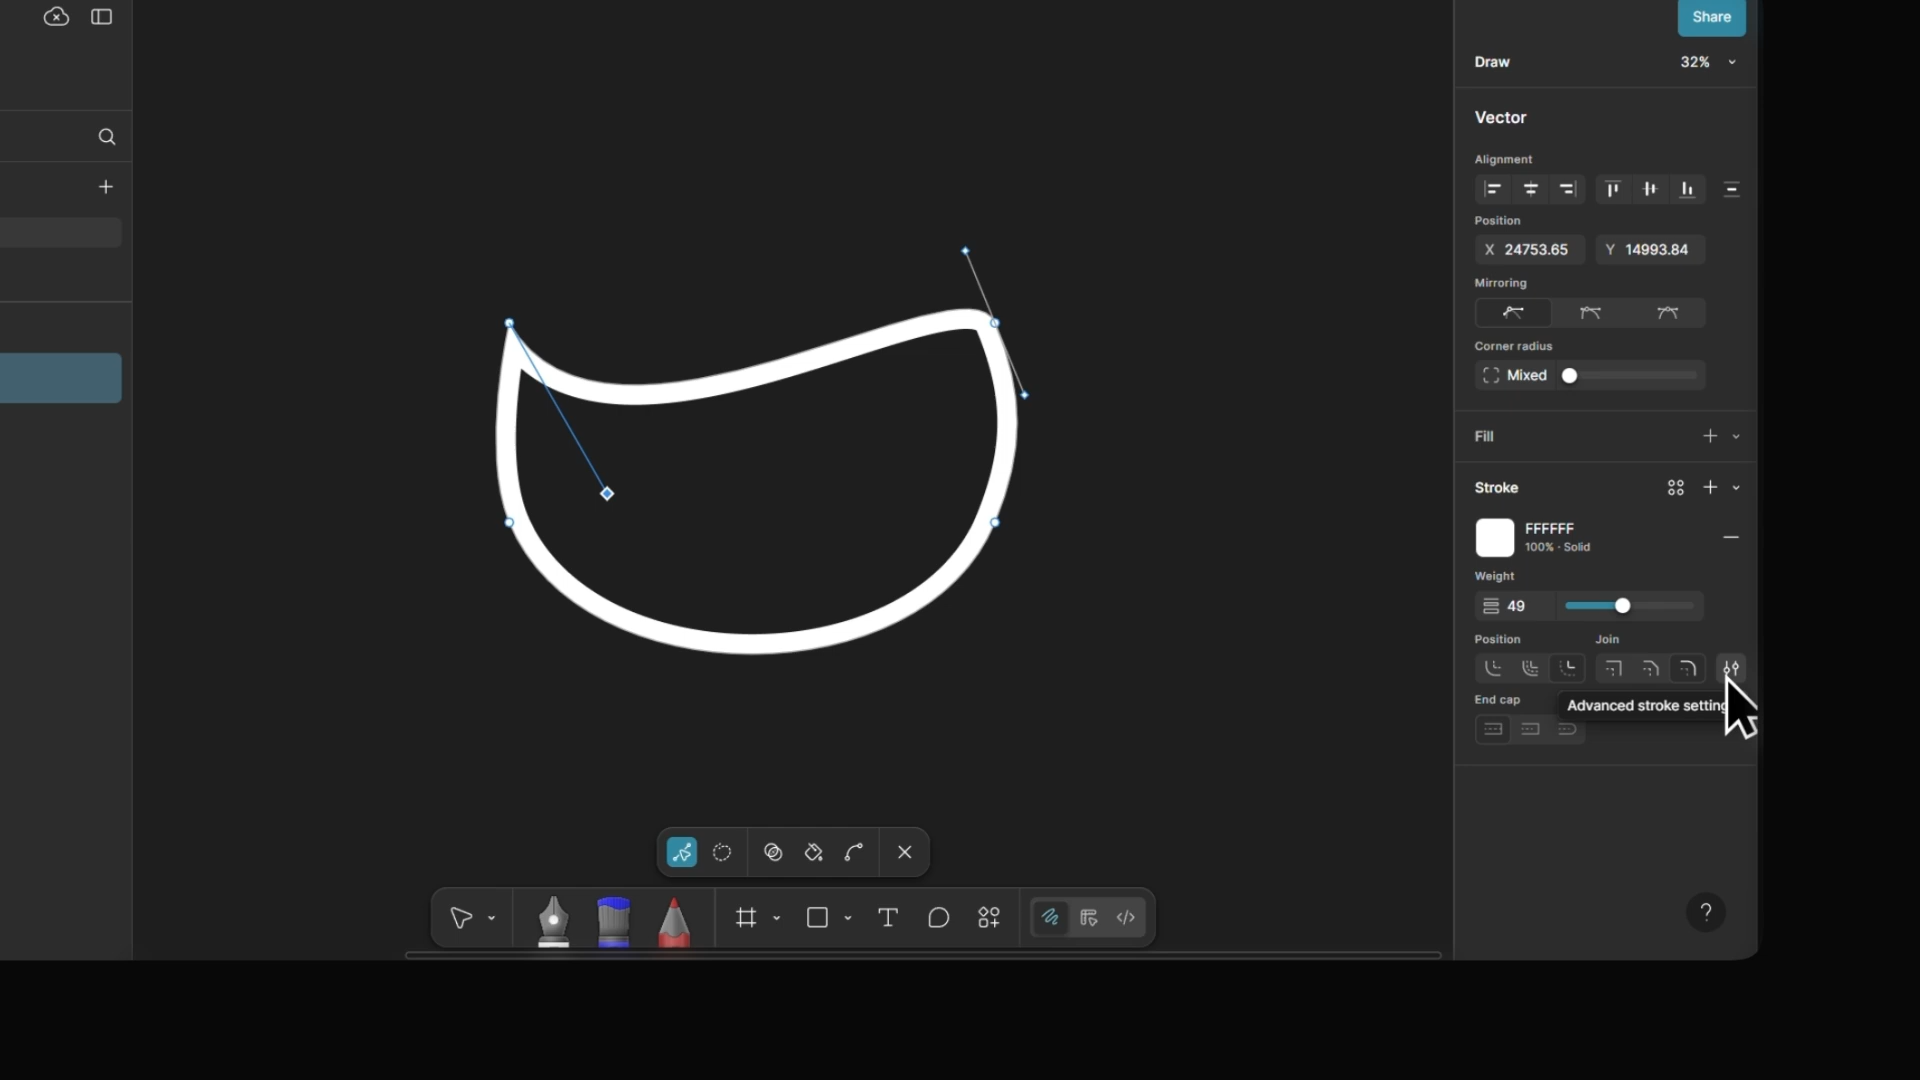 Share
Draw
32%
Vector
Alignment
Position
X 24753.65
Y 14993.84
Mirroring
Corner radius
Mixed
Fill
Stroke
FFFFFF
100% · Solid
Weight
49
Position
Join
End cap
Advanced stroke setting
T
?